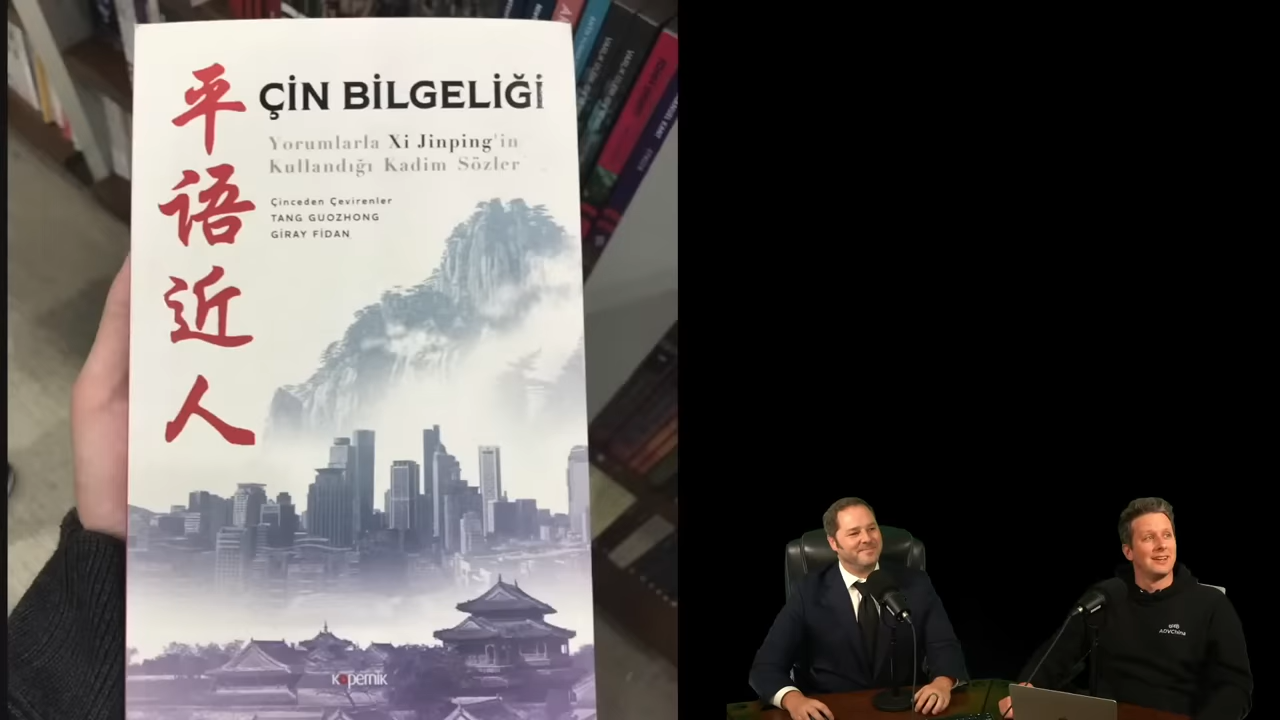 平语近人
ÇİN BİLGELİĞİ
Yorumlarla Xi Jinping'in
Kullandığı Kadim Sözler
Çinceden Çevirenler
TANG GUOZHONG
GİRAY FİDAN
kopernik
ADVChina